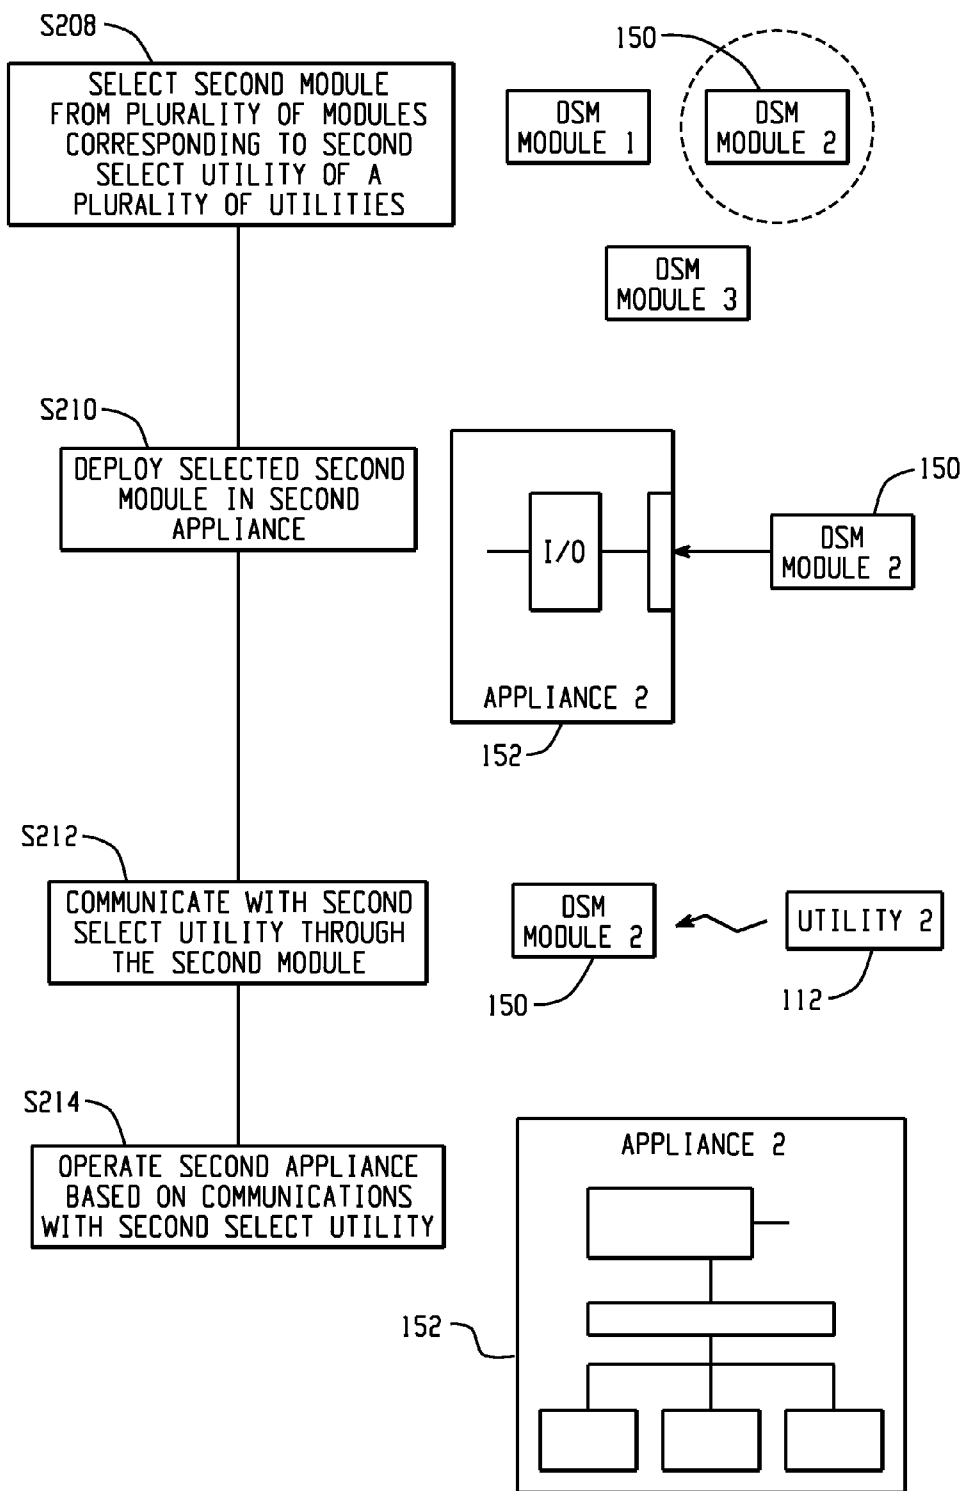 S208
SELECT SECOND MODULE
FROM PLURALITY OF MODULES
CORRESPONDING TO SECOND
SELECT UTILITY OF A
PLURALITY OF UTILITIES
150
DSM
MODULE 1
DSM
MODULE 2
DSM
MODULE 3
S210
DEPLOY SELECTED SECOND
MODULE IN SECOND
APPLIANCE
I/O
APPLIANCE 2
152
150
DSM
MODULE 2
S212
COMMUNICATE WITH SECOND
SELECT UTILITY THROUGH
THE SECOND MODULE
DSM
MODULE 2
150
UTILITY 2
112
S214
OPERATE SECOND APPLIANCE
BASED ON COMMUNICATIONS
WITH SECOND SELECT UTILITY
APPLIANCE 2
152